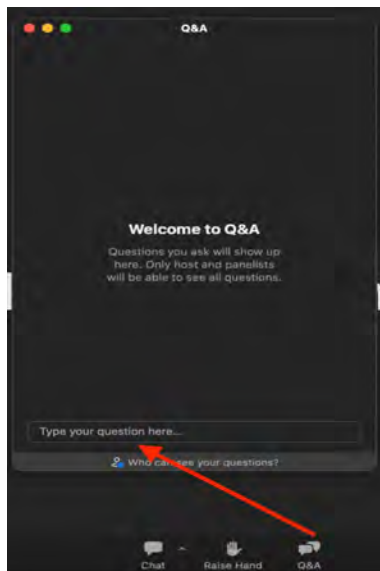 Q&A
Welcome to Q&A
Questions you ask will show up
here. Only host and panelists
will be able to see all questions.
Type your question here...
Who can see your questions?
Chat Raise Hand Q&A